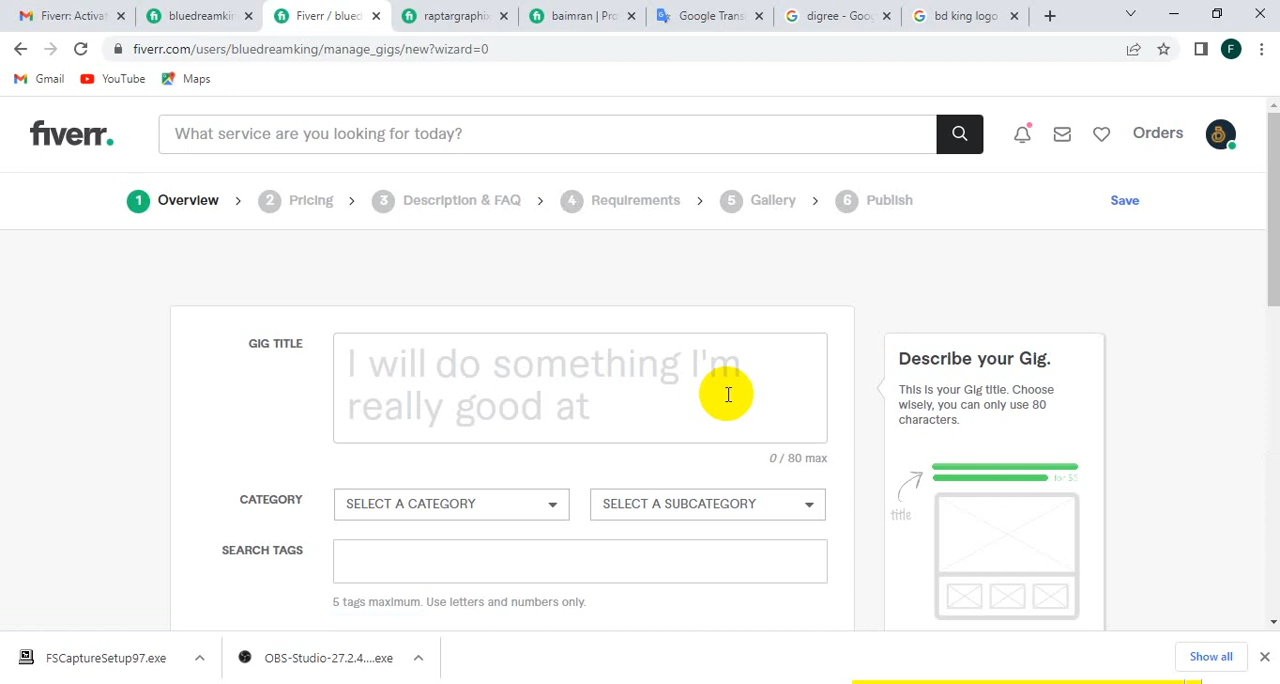 Fiverr: Activat
bluedreamkin
Fiverr / blued
raptargraphix
baimran | Pro
Google Trans
digree - Goo
bd king logo
fiverr.com/users/bluedreamking/manage_gigs/new?wizard=0
F
Gmail
YouTube
Maps
fiverr.
What service are you looking for today?
Orders
1 Overview
2 Pricing
3 Description & FAQ
4 Requirements
5 Gallery
6 Publish
Save
GIG TITLE
I will do something I'm
really good at
0 / 80 max
CATEGORY
SELECT A CATEGORY
SELECT A SUBCATEGORY
SEARCH TAGS
5 tags maximum. Use letters and numbers only.
Describe your Gig.
This is your Gig title. Choose
wisely, you can only use 80
characters.
for $5
title
FSCaptureSetup97.exe
OBS-Studio-27.2.4....exe
Show all